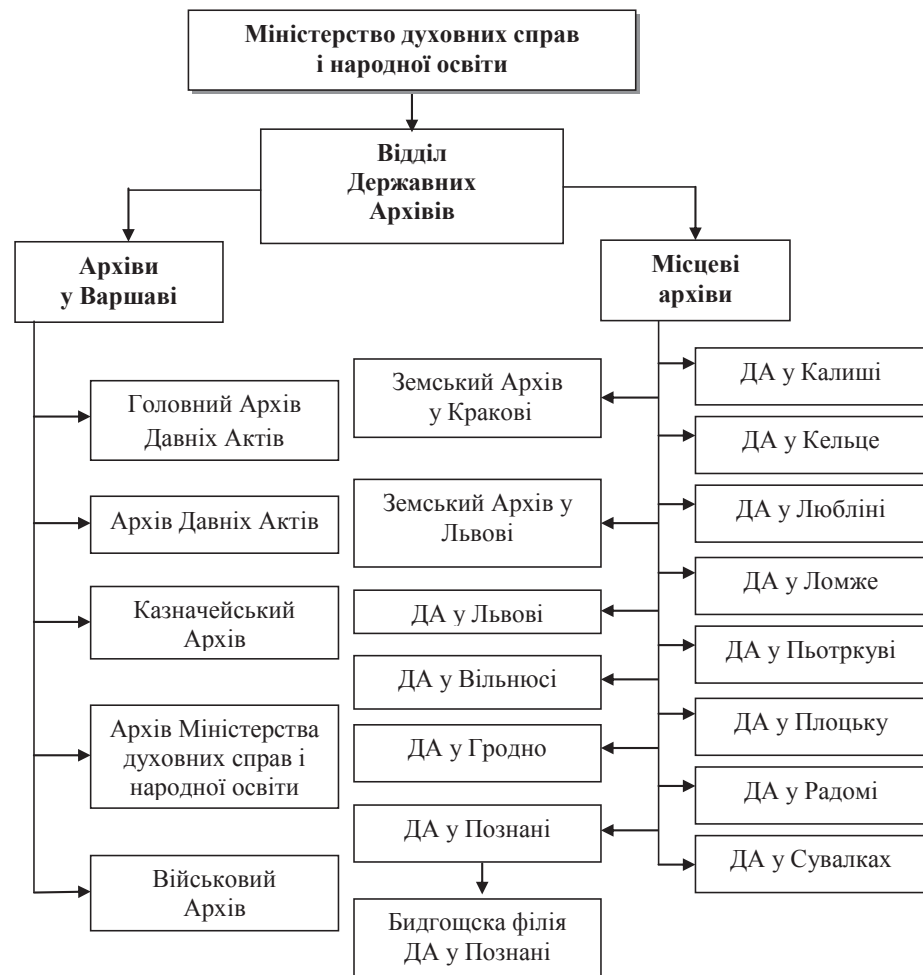 Міністерство духовних справ
і народної освіти
Відділ
Державних
Архівів
Архіви
у Варшаві
Місцеві
архіви
Головний Архів
Давніх Актів
Архів Давніх Актів
Казначейський
Архів
Архів Міністерства
духовних справ і
народної освіти
Військовий
Архів
Земський Архів
у Кракові
Земський Архів у
Львові
ДА у Львові
ДА у Вільнюсі
ДА у Гродно
ДА у Познані
Бидгощска філія
ДА у Познані
ДА у Калиші
ДА у Кельце
ДА у Любліні
ДА у Ломже
ДА у Пьотркуві
ДА у Плоцьку
ДА у Радомі
ДА у Сувалках